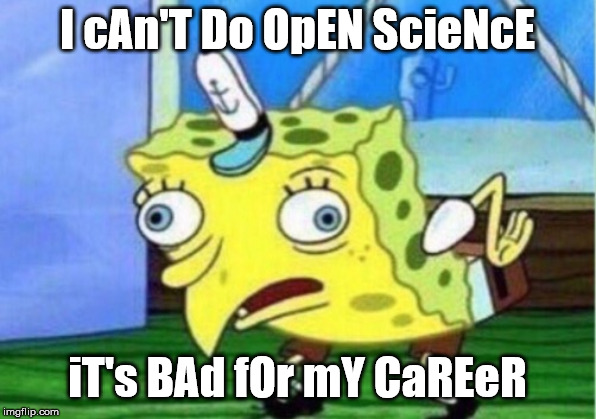 I cAn'T Do OpEN ScieNcE
iT's BAd fOr mY CaREeR
imgflip.com